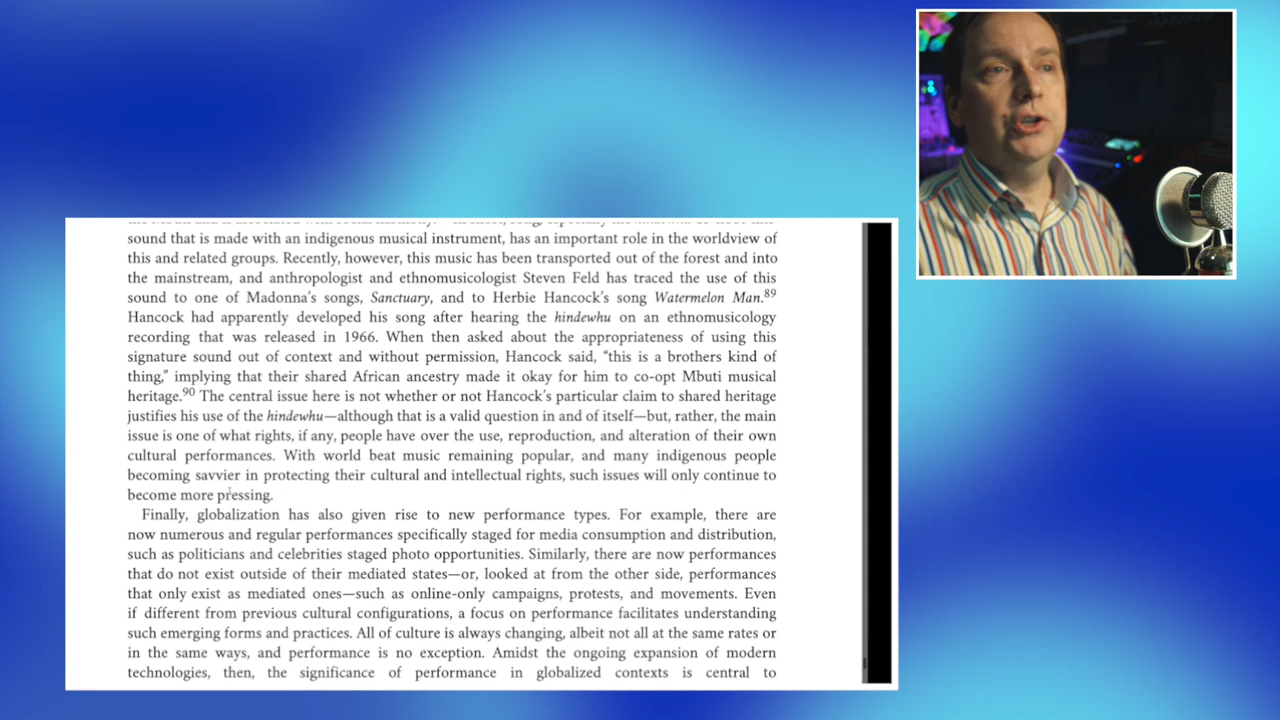 sound that is made with an indigenous musical instrument, has an important role in the worldview of
this and related groups. Recently, however, this music has been transported out of the forest and into
the mainstream, and anthropologist and ethnomusicologist Steven Feld has traced the use of this
sound to one of Madonna’s songs, Sanctuary, and to Herbie Hancock’s song Watermelon Man.89
Hancock had apparently developed his song after hearing the hindewhu on an ethnomusicology
recording that was released in 1966. When then asked about the appropriateness of using this
signature sound out of context and without permission, Hancock said, “this is a brothers kind of
thing,” implying that their shared African ancestry made it okay for him to co-opt Mbuti musical
heritage.90 The central issue here is not whether or not Hancock’s particular claim to shared heritage
justifies his use of the hindewhu—although that is a valid question in and of itself—but, rather, the main
issue is one of what rights, if any, people have over the use, reproduction, and alteration of their own
cultural performances. With world beat music remaining popular, and many indigenous people
becoming savvier in protecting their cultural and intellectual rights, such issues will only continue to
become more pressing.
Finally, globalization has also given rise to new performance types. For example, there are
now numerous and regular performances specifically staged for media consumption and distribution,
such as politicians and celebrities staged photo opportunities. Similarly, there are now performances
that do not exist outside of their mediated states—or, looked at from the other side, performances
that only exist as mediated ones—such as online-only campaigns, protests, and movements. Even
if different from previous cultural configurations, a focus on performance facilitates understanding
such emerging forms and practices. All of culture is always changing, albeit not all at the same rates or
in the same ways, and performance is no exception. Amidst the ongoing expansion of modern
technologies, then, the significance of performance in globalized contexts is central to